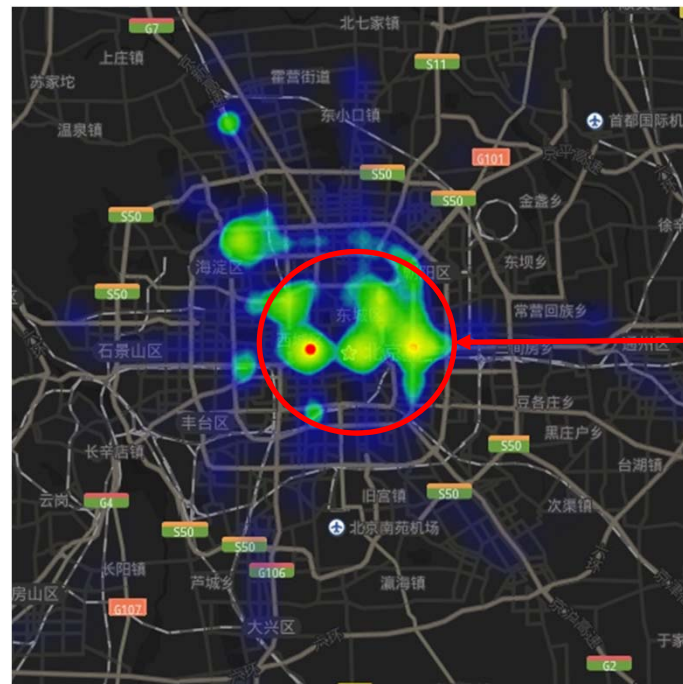 G7
北七家镇
上庄镇
S11
苏家坨
霍营街道
东小口镇
温泉镇
首都国际机
G101
S50
S50
金盏乡
S50
徐辛
海淀区
东坝乡
S50
常营回族乡
东城
石景山区
三间房乡
通州区
豆各庄乡
丰台区
黑庄户乡
长辛店镇
S50
台湖镇
云岗
旧宫镇
S50
G4
次渠镇
S50
北京南苑机场
S50
长阳镇
G106
芦城乡
瀛海镇
房山区
G107
大兴区
六环
于家
G2